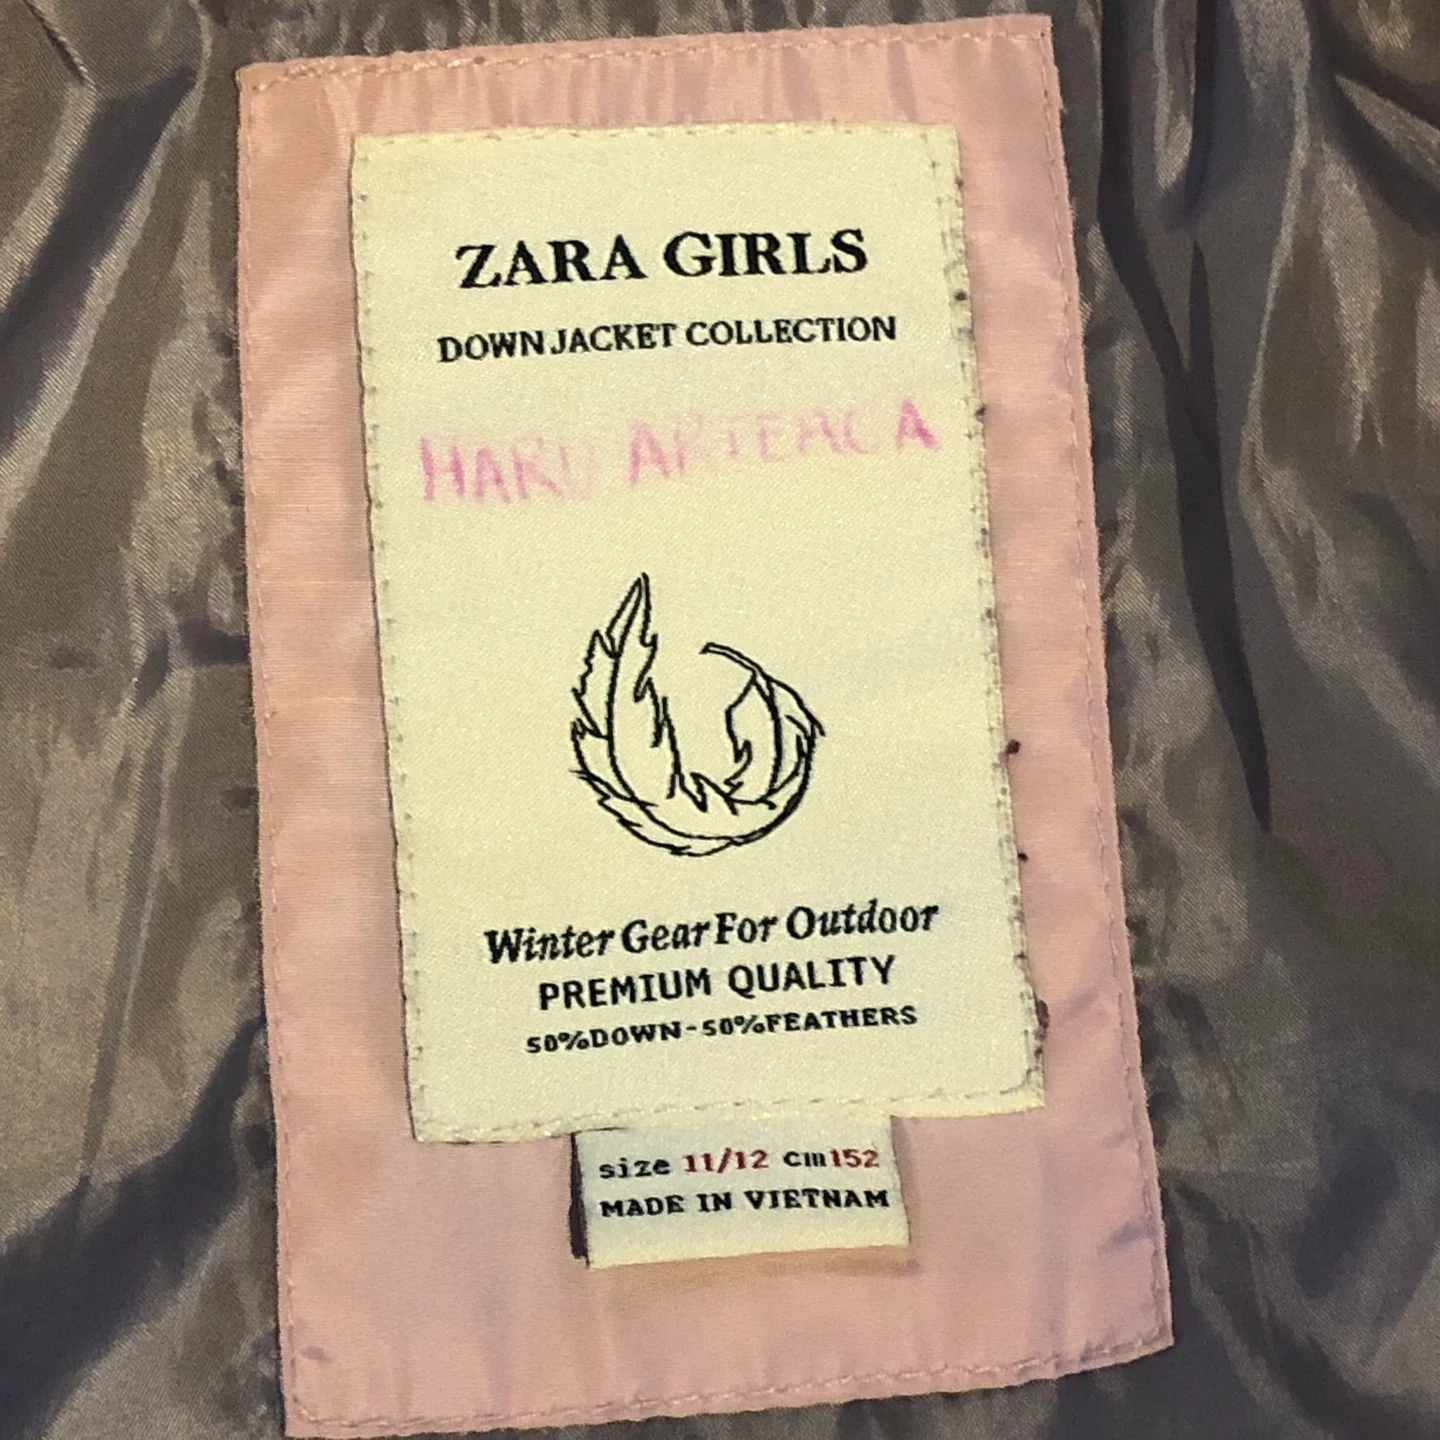 ZARA GIRLS
DOWN JACKET COLLECTION
HARU ARTEAGA
Winter Gear For Outdoor
PREMIUM QUALITY
50%DOWN-50%FEATHERS
size 11/12 cm152
MADE IN VIETNAM